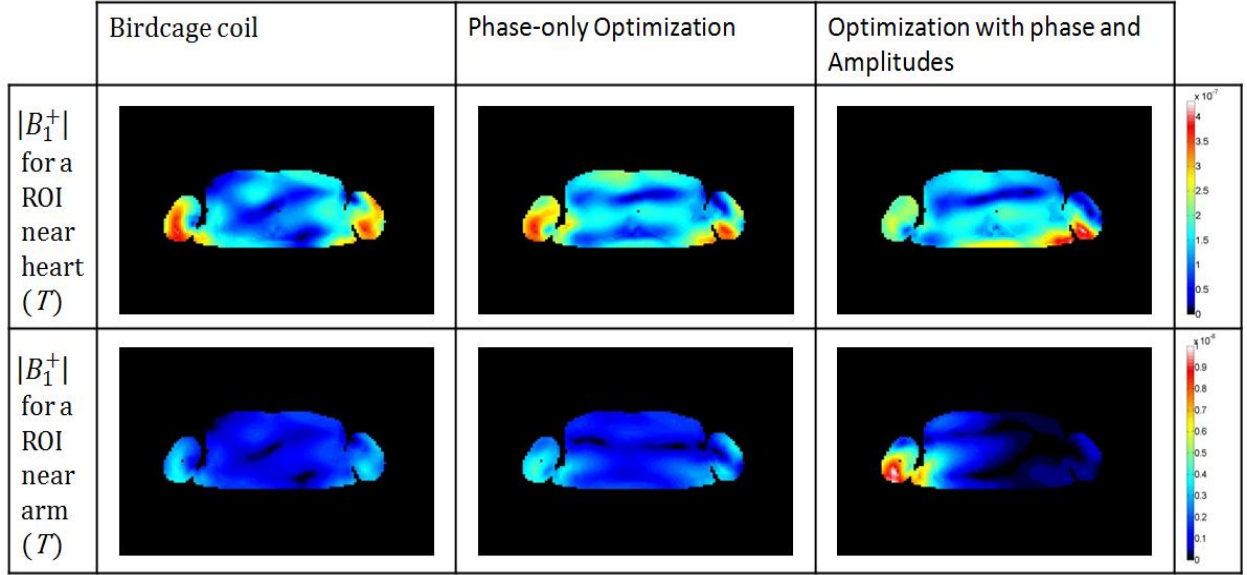 Birdcage coil
Phase-only Optimization
Optimization with phase and
Amplitudes
|B₁⁺|
for a
ROI
near
heart
(T)
x 10⁻⁷
4
3.5
3
2.5
2
1.5
1
0.5
0
|B₁⁺|
for a
ROI
near
arm
(T)
x 10⁻⁶
1
0.9
0.8
0.7
0.6
0.5
0.4
0.3
0.2
0.1
0